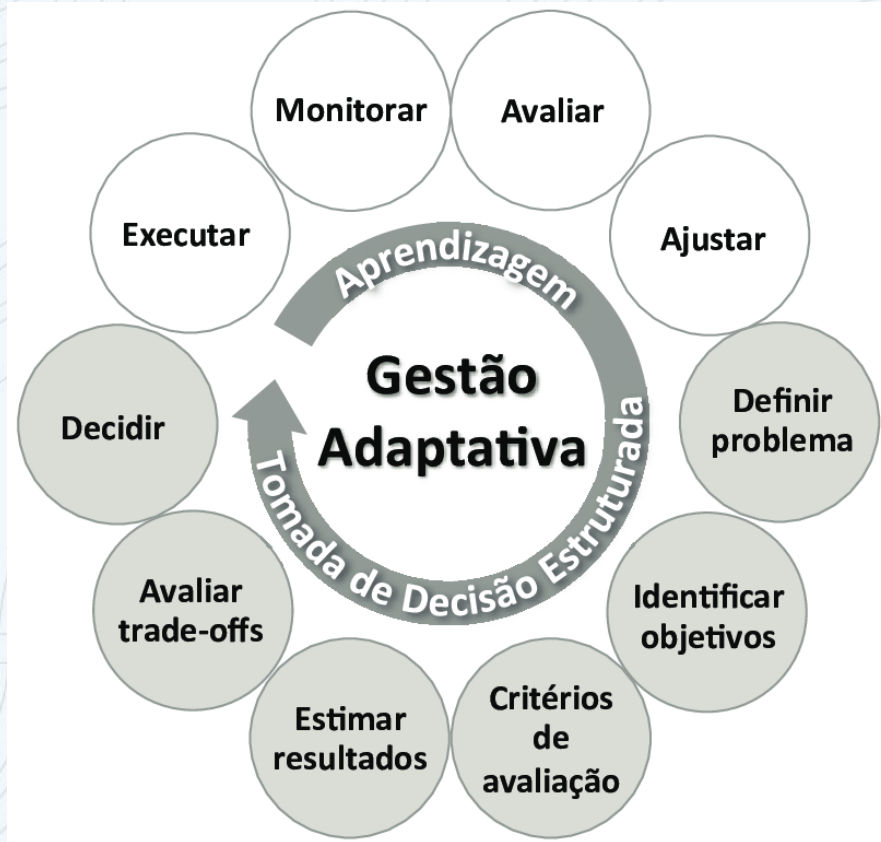 Monitorar
Avaliar
Executar
Ajustar
Aprendizagem
Gestão
Adaptativa
Tomada de Decisão Estruturada
Decidir
Definir
problema
Avaliar
trade-offs
Identificar
objetivos
Estimar
resultados
Critérios
de
avaliação